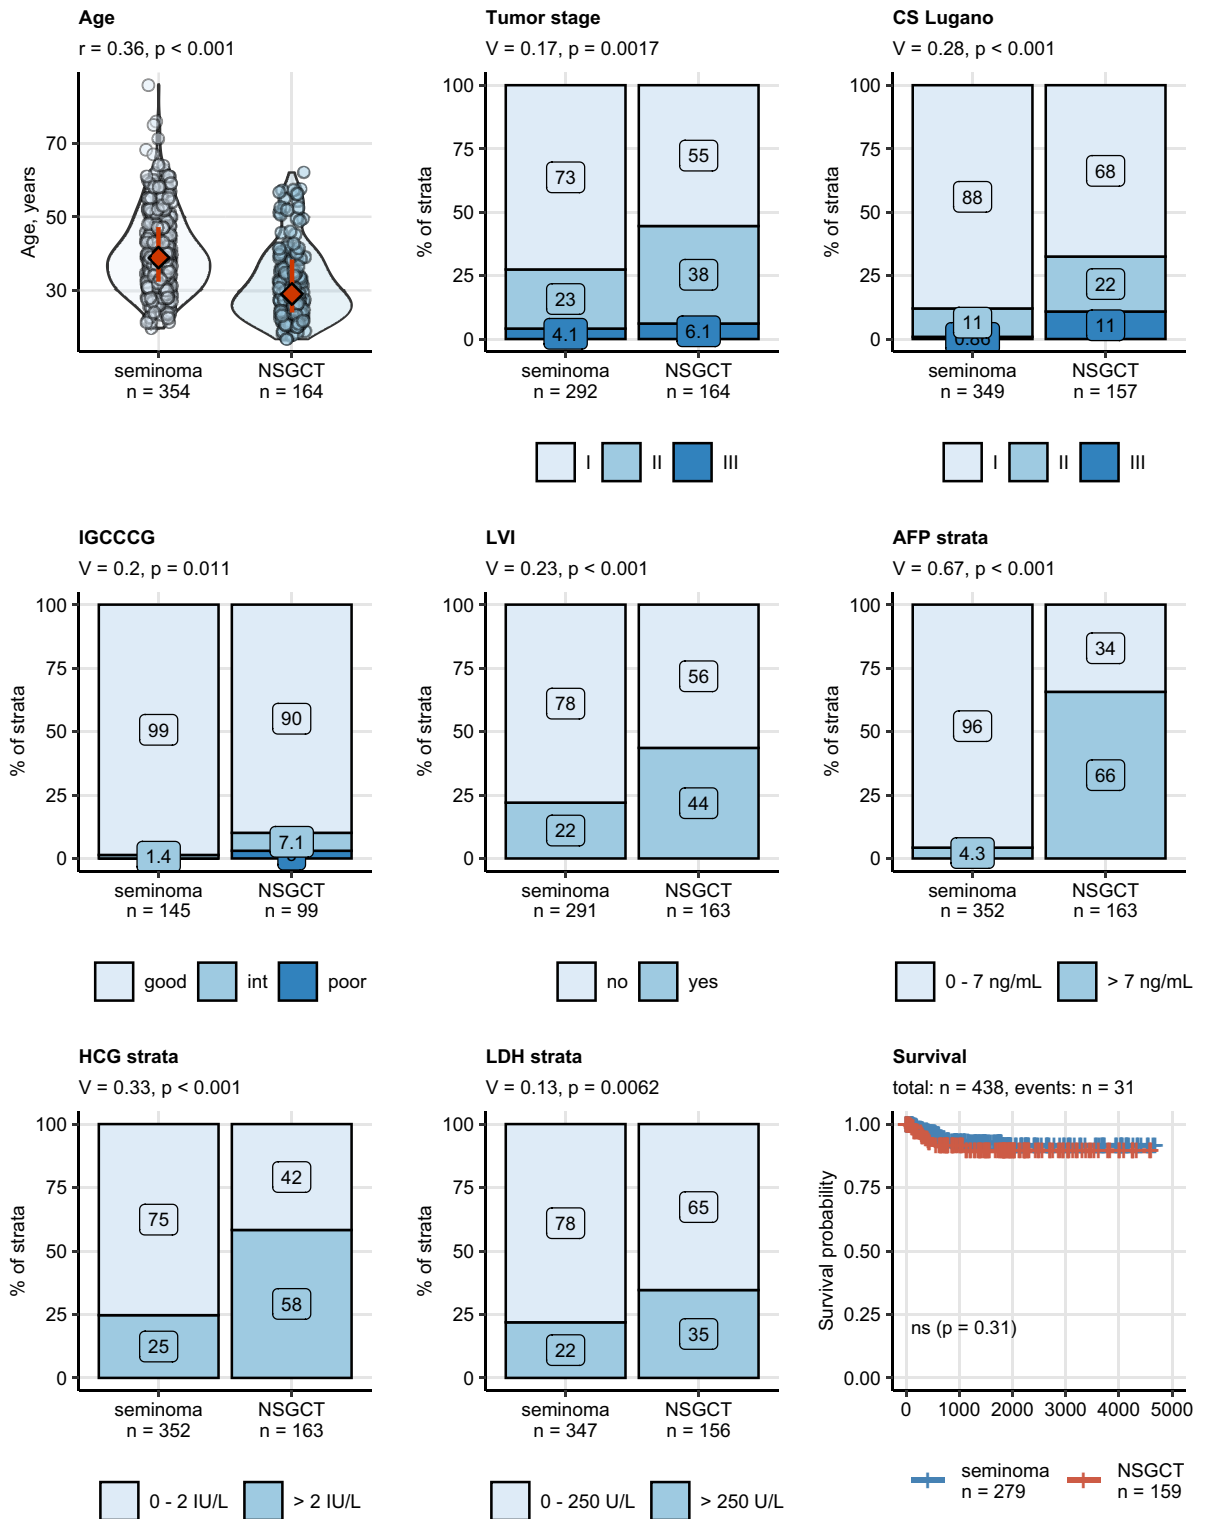 Age
r = 0.36, p < 0.001
Age, years
70
50
30
seminoma
n = 354
NSGCT
n = 164
Tumor stage
V = 0.17, p = 0.0017
% of strata
100
75
50
25
0
73
23
4.1
55
38
6.1
seminoma
n = 292
NSGCT
n = 164
I
II
III
CS Lugano
V = 0.28, p < 0.001
% of strata
100
75
50
25
0
88
11
0.86
68
22
11
seminoma
n = 349
NSGCT
n = 157
I
II
III
IGCCCG
V = 0.2, p = 0.011
% of strata
100
75
50
25
0
99
1.4
90
7.1
seminoma
n = 145
NSGCT
n = 99
good
int
poor
LVI
V = 0.23, p < 0.001
% of strata
100
75
50
25
0
78
22
56
44
seminoma
n = 291
NSGCT
n = 163
no
yes
AFP strata
V = 0.67, p < 0.001
% of strata
100
75
50
25
0
96
4.3
34
66
seminoma
n = 352
NSGCT
n = 163
0 - 7 ng/mL
> 7 ng/mL
HCG strata
V = 0.33, p < 0.001
% of strata
100
75
50
25
0
75
25
42
58
seminoma
n = 352
NSGCT
n = 163
0 - 2 IU/L
> 2 IU/L
LDH strata
V = 0.13, p = 0.0062
% of strata
100
75
50
25
0
78
22
65
35
seminoma
n = 347
NSGCT
n = 156
0 - 250 U/L
> 250 U/L
Survival
total: n = 438, events: n = 31
Survival probability
1.00
0.75
0.50
0.25
0.00
ns (p = 0.31)
0 1000 2000 3000 4000 5000
seminoma
n = 279
NSGCT
n = 159